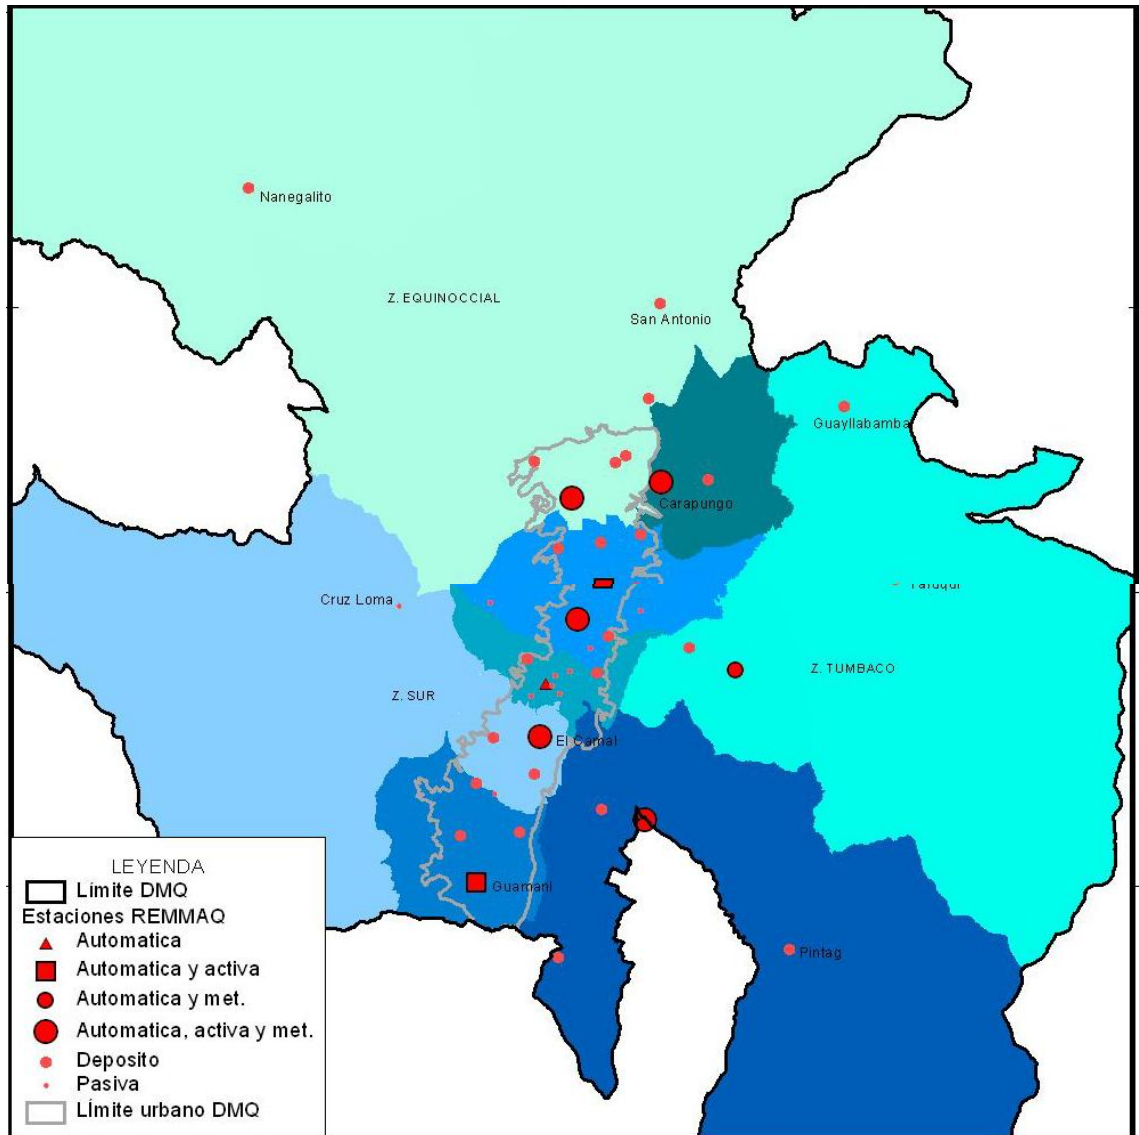 Nanegalito
Z. EQUINOCCIAL
San Antonio
Guayllabamba
Carapungo
Cruz Loma
Z. TUMBACO
Z. SUR
El Camal
Guamani
Pintag
LEYENDA
Límite DMQ
Estaciones REMMAQ
Automatica
Automatica y activa
Automatica y met.
Automatica, activa y met.
Deposito
Pasiva
LÍmite urbano DMQ